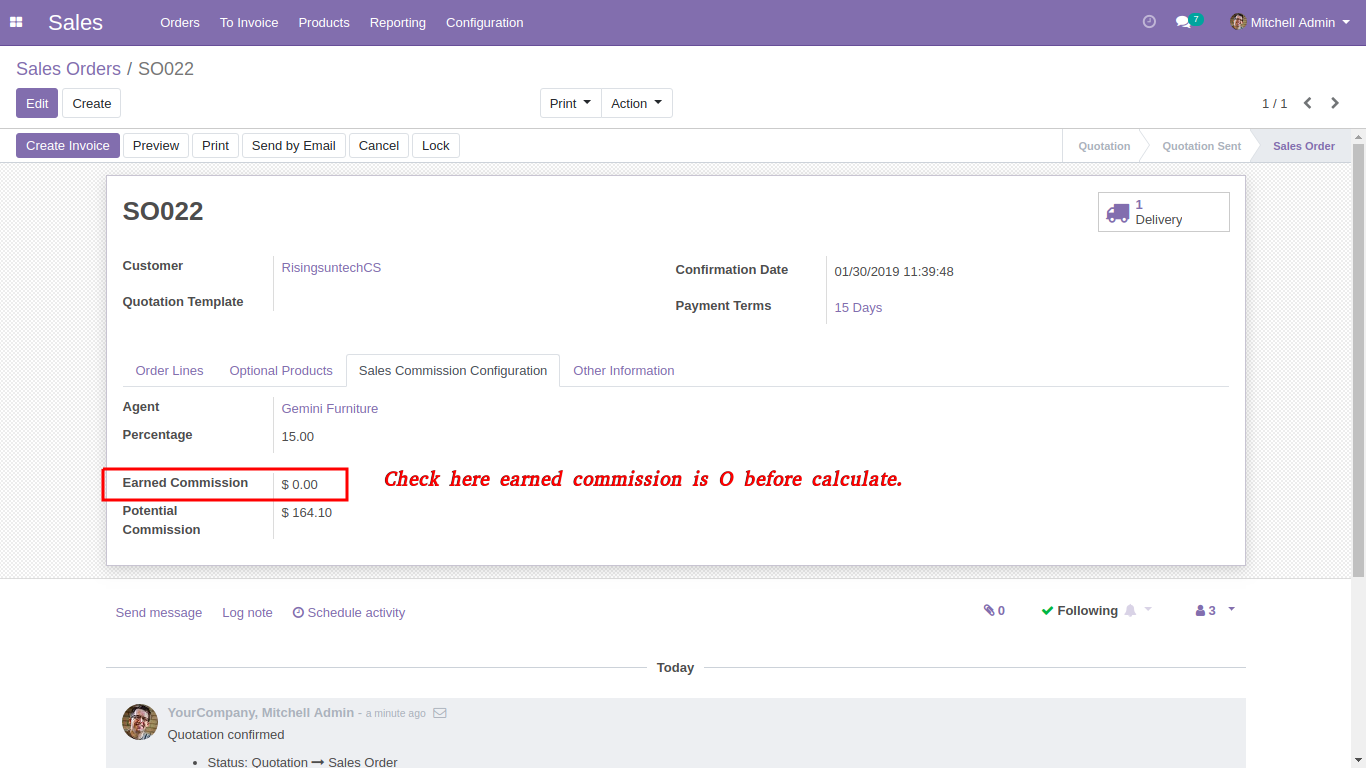 Sales Orders To Invoice Products Reporting Configuration 7 Mitchell Admin
Sales Orders / SO022
Edit Create Print Action 1 / 1
Create Invoice Preview Print Send by Email Cancel Lock Quotation Quotation Sent Sales Order
SO022
1
Delivery
Customer RisingsuntechCS
Quotation Template
Confirmation Date 01/30/2019 11:39:48
Payment Terms 15 Days
Order Lines Optional Products Sales Commission Configuration Other Information
Agent Gemini Furniture
Percentage 15.00
Earned Commission $ 0.00 Check here earned commission is O before calculate.
Potential $ 164.10
Commission
Send message Log note Schedule activity 0 Following 3
Today
YourCompany, Mitchell Admin - a minute ago
Quotation confirmed
• Status: Quotation ➞ Sales Order